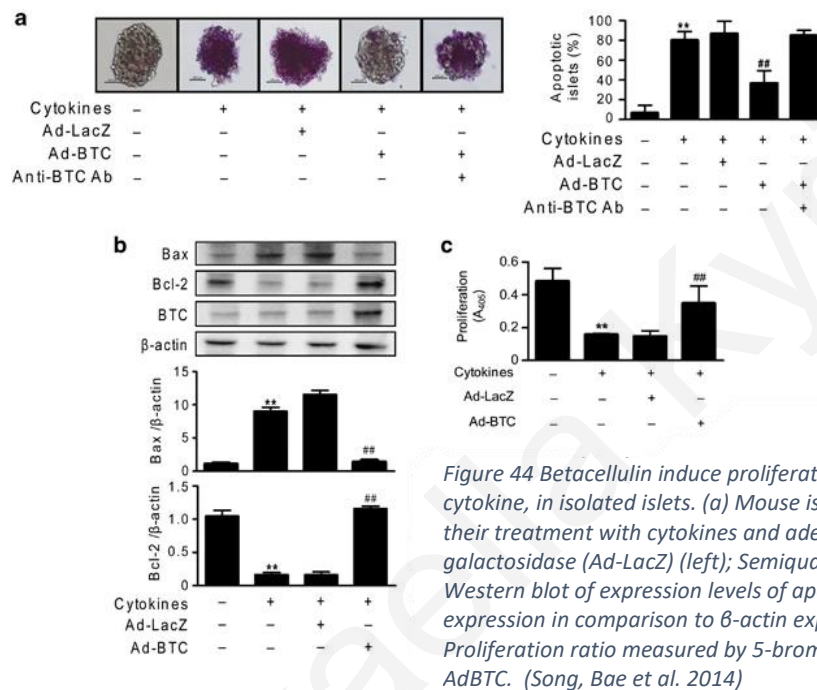 a
Cytokines – + + + +
Ad-LacZ – – + – –
Ad-BTC – – – + +
Anti-BTC Ab – – – – +
Apoptotic
islets (%)
100
80
60
40
20
0
**
##
Cytokines – + + + +
Ad-LacZ – – + – –
Ad-BTC – – – + +
Anti-BTC Ab – – – – +
b
Bax
Bcl-2
BTC
β-actin
Bax /β-actin
15
10
5
0
**
##
Bcl-2 /β-actin
1.0
0.5
0.0
**
##
Cytokines – + + +
Ad-LacZ – – + –
Ad-BTC – – – +
c
Proliferation
(A405)
0.6
0.4
0.2
0
**
##
Cytokines – + + +
Ad-LacZ – – + –
Ad-BTC – – – +
Figure 44 Betacellulin induce proliferat
cytokine, in isolated islets. (a) Mouse is
their treatment with cytokines and ade
galactosidase (Ad-LacZ) (left); Semiqua
Western blot of expression levels of ap
expression in comparison to β-actin exp
Proliferation ratio measured by 5-brom
AdBTC. (Song, Bae et al. 2014)